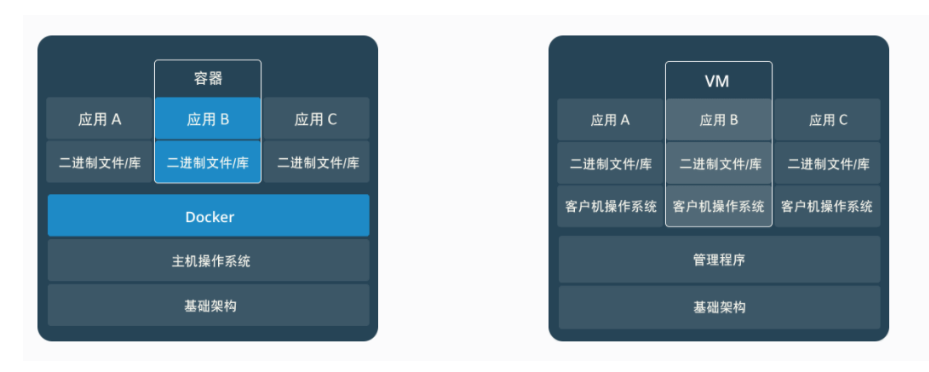 容器
应用 A
应用 B
应用 C
二进制文件/库
二进制文件/库
二进制文件/库
Docker
主机操作系统
基础架构
VM
应用 A
应用 B
应用 C
二进制文件/库
二进制文件/库
二进制文件/库
客户机操作系统
客户机操作系统
客户机操作系统
管理程序
基础架构